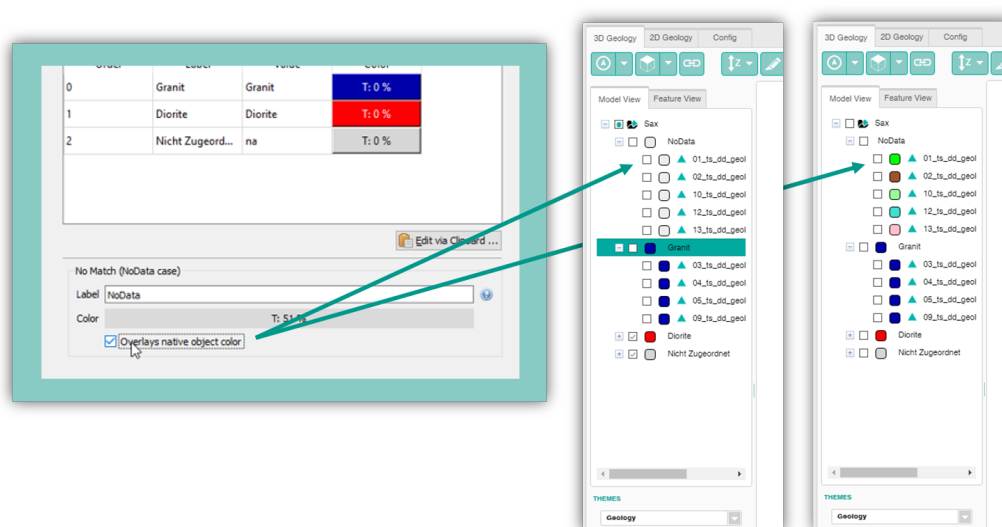 Order Label Value Color
0 Granit Granit T: 0 %
1 Diorite Diorite T: 0 %
2 Nicht Zugeord... na T: 0 %
Edit via Clipboard ...
No Match (NoData case)
Label NoData
Color T: 51 %
Overlays native object color
3D Geology 2D Geology Config
Z
Model View Feature View
Sax
NoData
01_ts_dd_geol
02_ts_dd_geol
10_ts_dd_geol
12_ts_dd_geol
13_ts_dd_geol
Granit
03_ts_dd_geol
04_ts_dd_geol
05_ts_dd_geol
09_ts_dd_geol
Diorite
Nicht Zugeordnet
THEMES
Geology
3D Geology 2D Geology Config
Z
Model View Feature View
Sax
NoData
01_ts_dd_geol
02_ts_dd_geol
10_ts_dd_geol
12_ts_dd_geol
13_ts_dd_geol
Granit
03_ts_dd_geol
04_ts_dd_geol
05_ts_dd_geol
09_ts_dd_geol
Diorite
Nicht Zugeordnet
THEMES
Geology